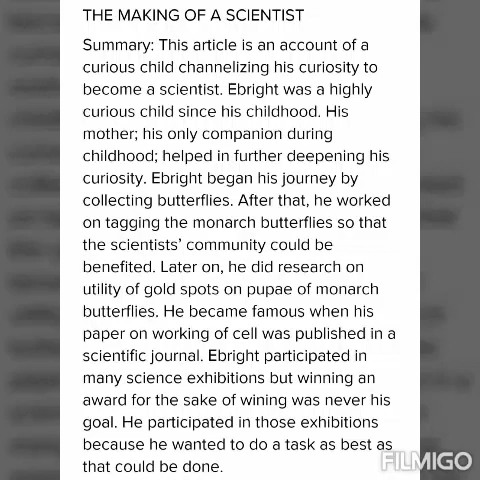 THE MAKING OF A SCIENTIST
Summary: This article is an account of a
curious child channelizing his curiosity to
become a scientist. Ebright was a highly
curious child since his childhood. His
mother; his only companion during
childhood; helped in further deepening his
curiosity. Ebright began his journey by
collecting butterflies. After that, he worked
on tagging the monarch butterflies so that
the scientists' community could be
benefited. Later on, he did research on
utility of gold spots on pupae of monarch
butterflies. He became famous when his
paper on working of cell was published in a
scientific journal. Ebright participated in
many science exhibitions but winning an
award for the sake of wining was never his
goal. He participated in those exhibitions
because he wanted to do a task as best as
that could be done.
FILMIGO